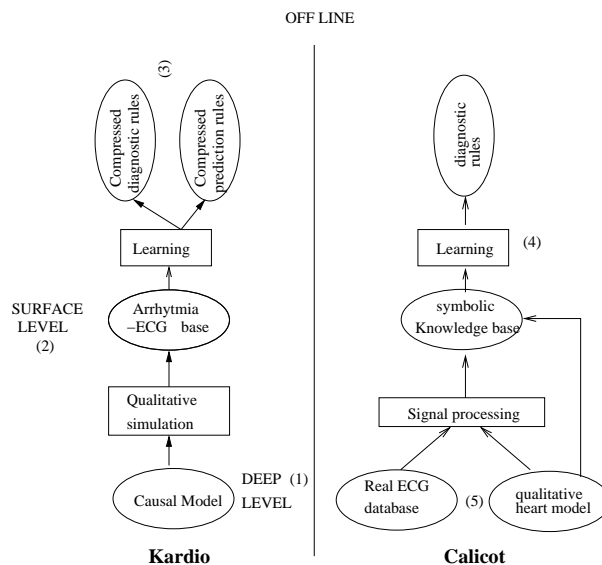 OFF LINE
(3)
Compressed
diagnostic rules
Compressed
prediction rules
Learning
SURFACE
LEVEL
(2)
Arrhytmia
–ECG base
Qualitative
simulation
DEEP (1)
LEVEL
Causal Model
Kardio
diagnostic
rules
Learning
(4)
symbolic
Knowledge base
Signal processing
Real ECG
database
(5)
qualitative
heart model
Calicot